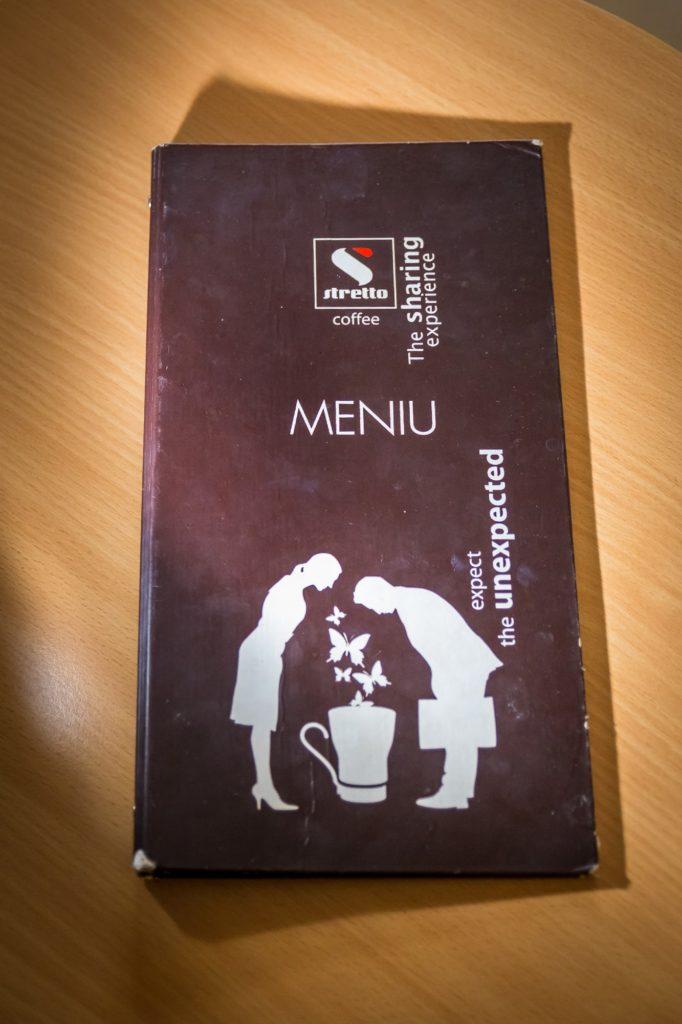 stretto
coffee
The sharing
experience
MENIU
expect
the unexpected